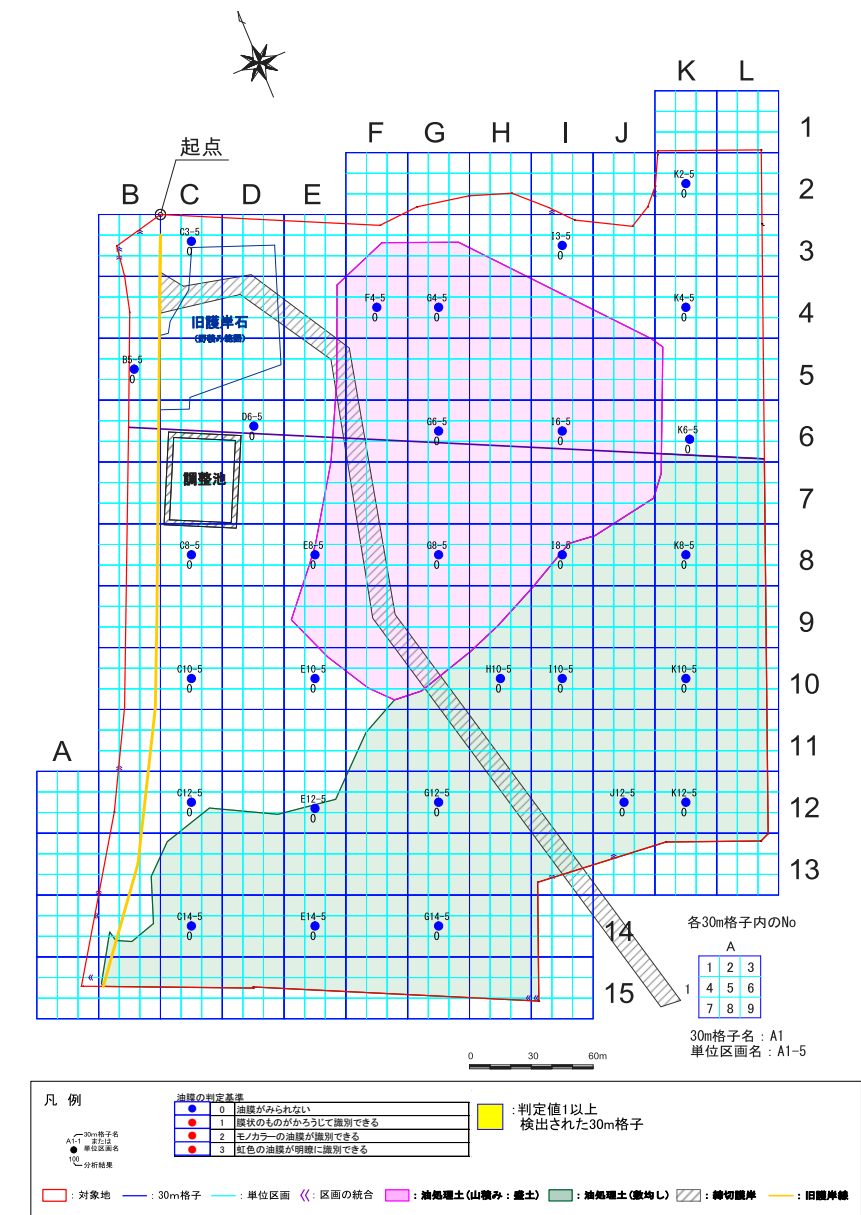 K L
1
F G H I J
起点
K2-5
0
2
B C D E
C3-5
0
I3-5
0
3
F4-5
0
G4-5
0
K4-5
0
4
旧護岸石
B5-5
0
5
D6-5
0
G6-5
0
I6-5
0
K6-5
0
6
調整池
7
C8-5
0
E8-5
0
G8-5
0
I8-5
0
K8-5
0
8
9
C10-5
0
E10-5
0
H10-5
0
I10-5
0
K10-5
0
10
11
A
C12-5
0
E12-5
0
G12-5
0
J12-5
0
K12-5
0
12
13
C14-5
0
E14-5
0
G14-5
0
14
15
各30m格子内のNo
A
1 2 3
1 4 5 6
7 8 9
30m格子名：A1
単位区画名：A1-5
0 30 60m
凡 例
30m格子名
または
A1-1 単位区画名
100
分析結果
油膜の判定基準
0 油膜がみられない
1 膜状のものがかろうじて識別できる
2 モノカラーの油膜が識別できる
3 虹色の油膜が明瞭に識別できる
：判定値1以上
検出された30m格子
：対象地 ：30m格子 ：単位区画 ：区画の統合 ：油処理土(山積み：盛土) ：油処理土(敷均し) ：締切護岸 ：旧護岸線